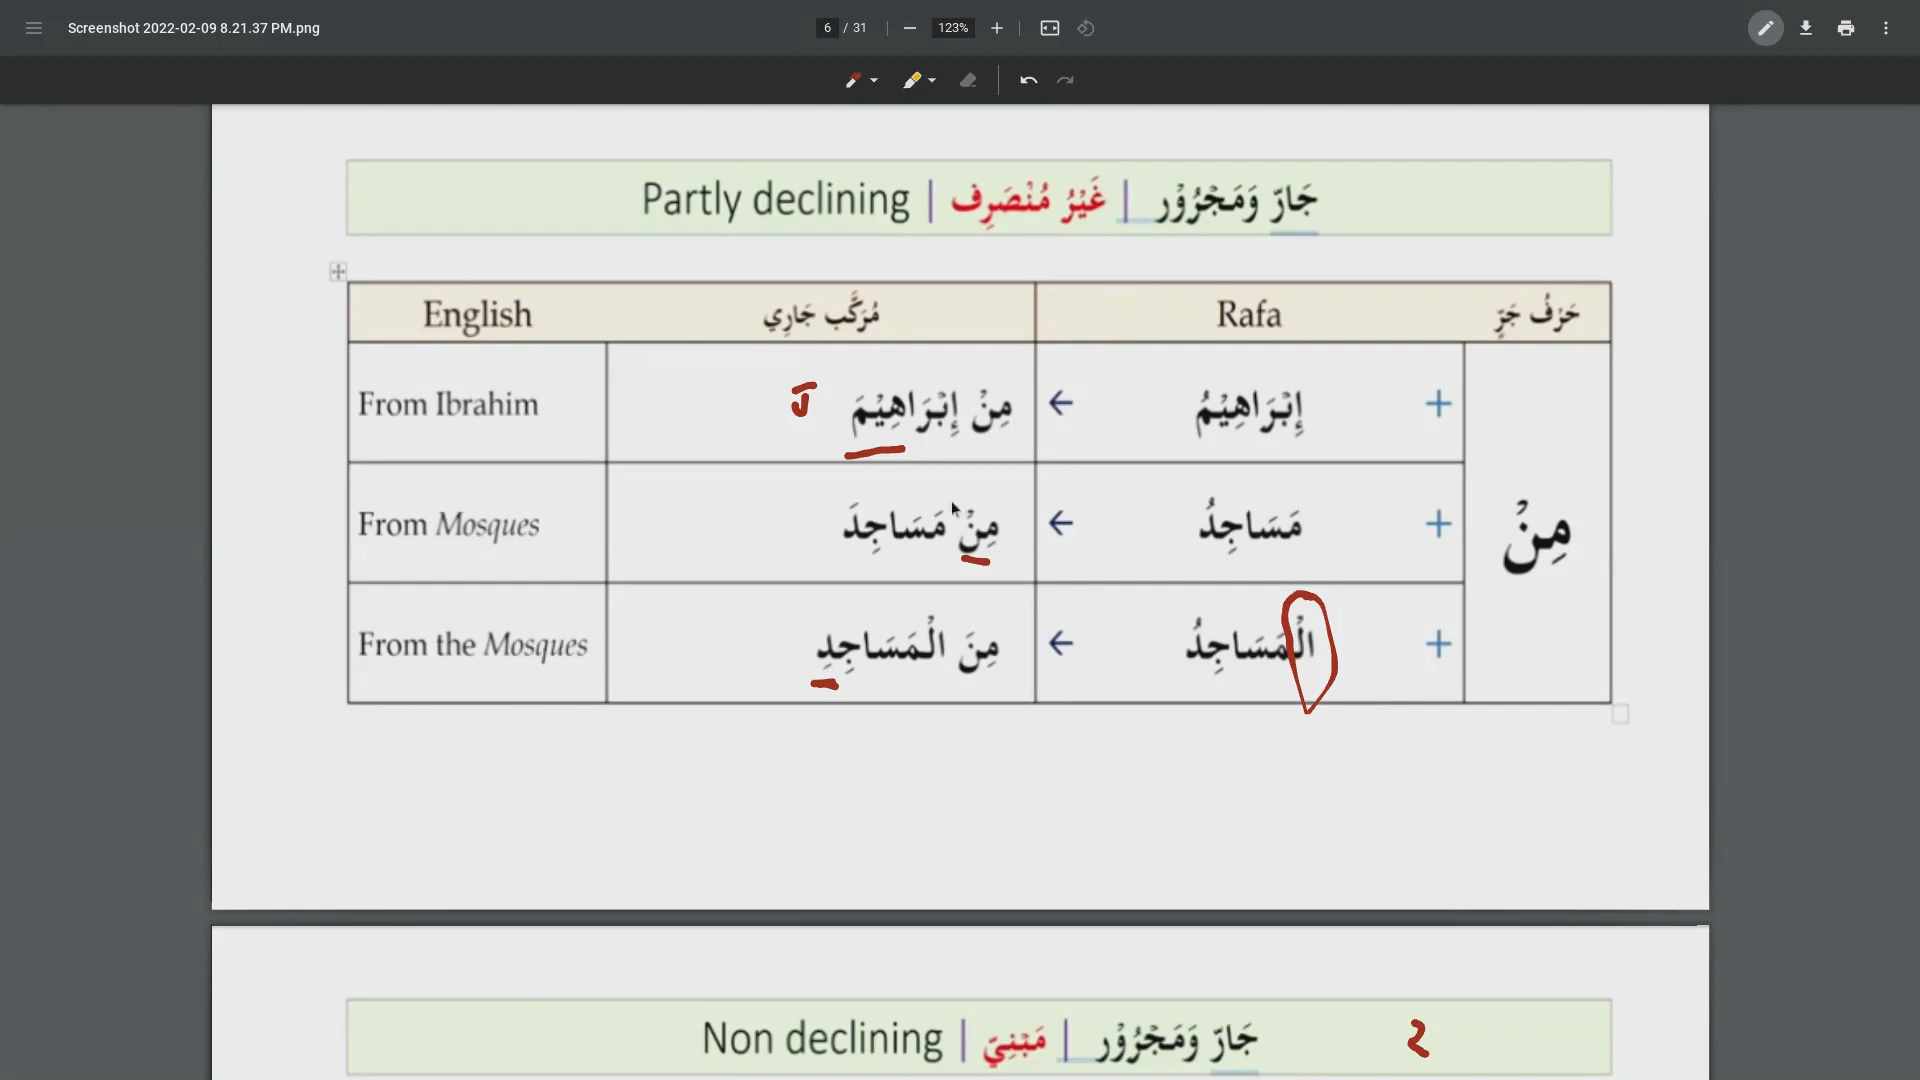 Screenshot 2022-02-09 8.21.37 PM.png 6 / 31 123%
Partly declining | غَيْرُ مُنْصَرِف | جَارّ وَمَجْرُوْر
English مُرَكَّب جَارِي Rafa حَرْفُ جَرٍّ
From Ibrahim مِنْ إِبْرَاهِيْمَ ← إِبْرَاهِيْمُ +
From Mosques مِنْ مَسَاجِدَ ← مَسَاجِدُ + مِنْ
From the Mosques مِنَ الْمَسَاجِدِ ← الْمَسَاجِدُ +
Non declining | مَبْنِيّ | جَارّ وَمَجْرُوْر